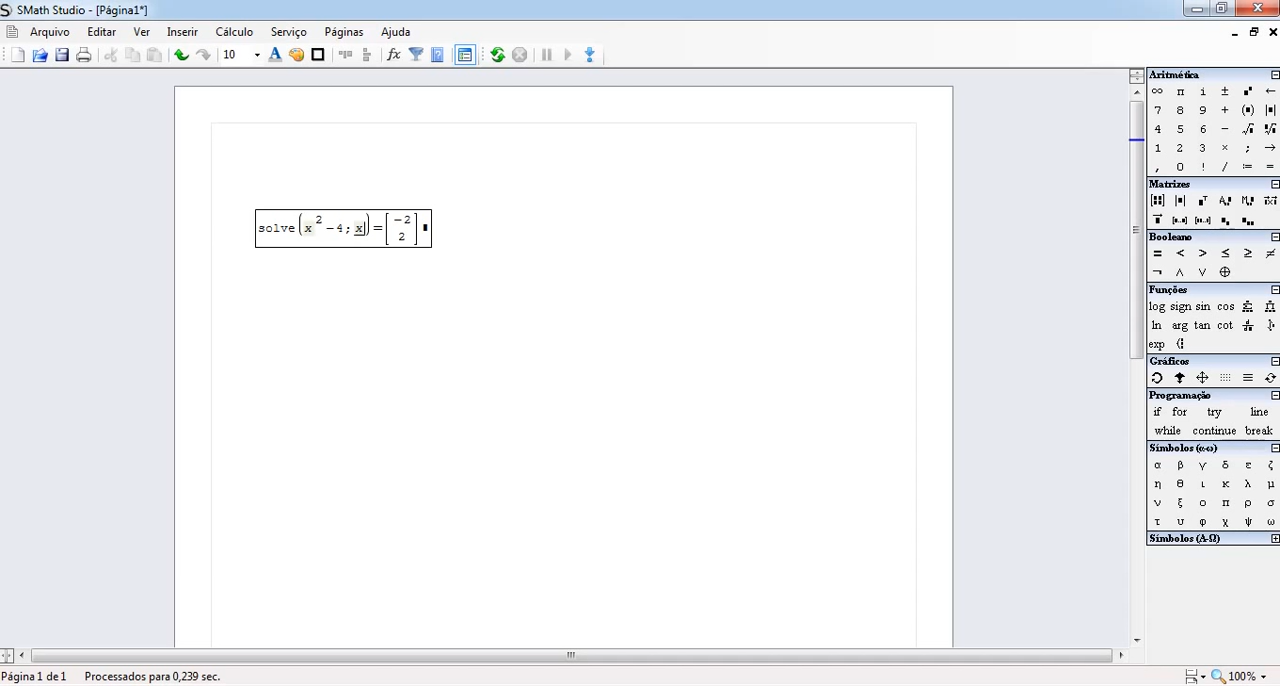 SMath Studio - [Página1*]
Arquivo Editar Ver Inserir Cálculo Serviço Páginas Ajuda
10
solve(x^2-4;x)=[-2 2]
Aritmética
∞ π i ±
7 8 9 + (■) |■|
4 5 6 −
1 2 3 × ; →
, 0 ! / := =
Matrizes
Booleano
= < > ≤ ≥ ≠
¬ ∧ ∨ ⊕
Funções
log sign sin cos
ln arg tan cot
exp
Gráficos
Programação
if for try line
while continue break
Símbolos (α-ω)
α β γ δ ε ζ
η θ ι κ λ μ
ν ξ ο π ρ σ
τ υ φ χ ψ ω
Símbolos (Α-Ω)
Página 1 de 1 Processados para 0,239 sec. 100%